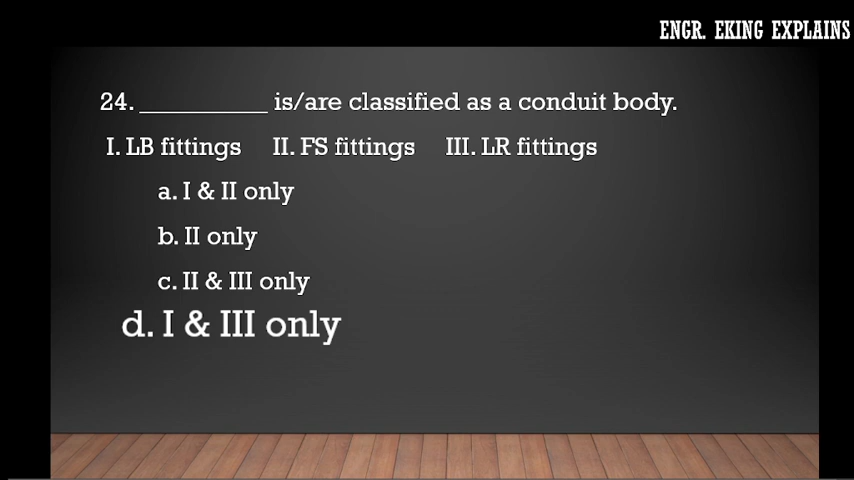 ENGR. EKING EXPLAINS
24. __________ is/are classified as a conduit body.
I. LB fittings II. FS fittings III. LR fittings
a. I & II only
b. II only
c. II & III only
d. I & III only